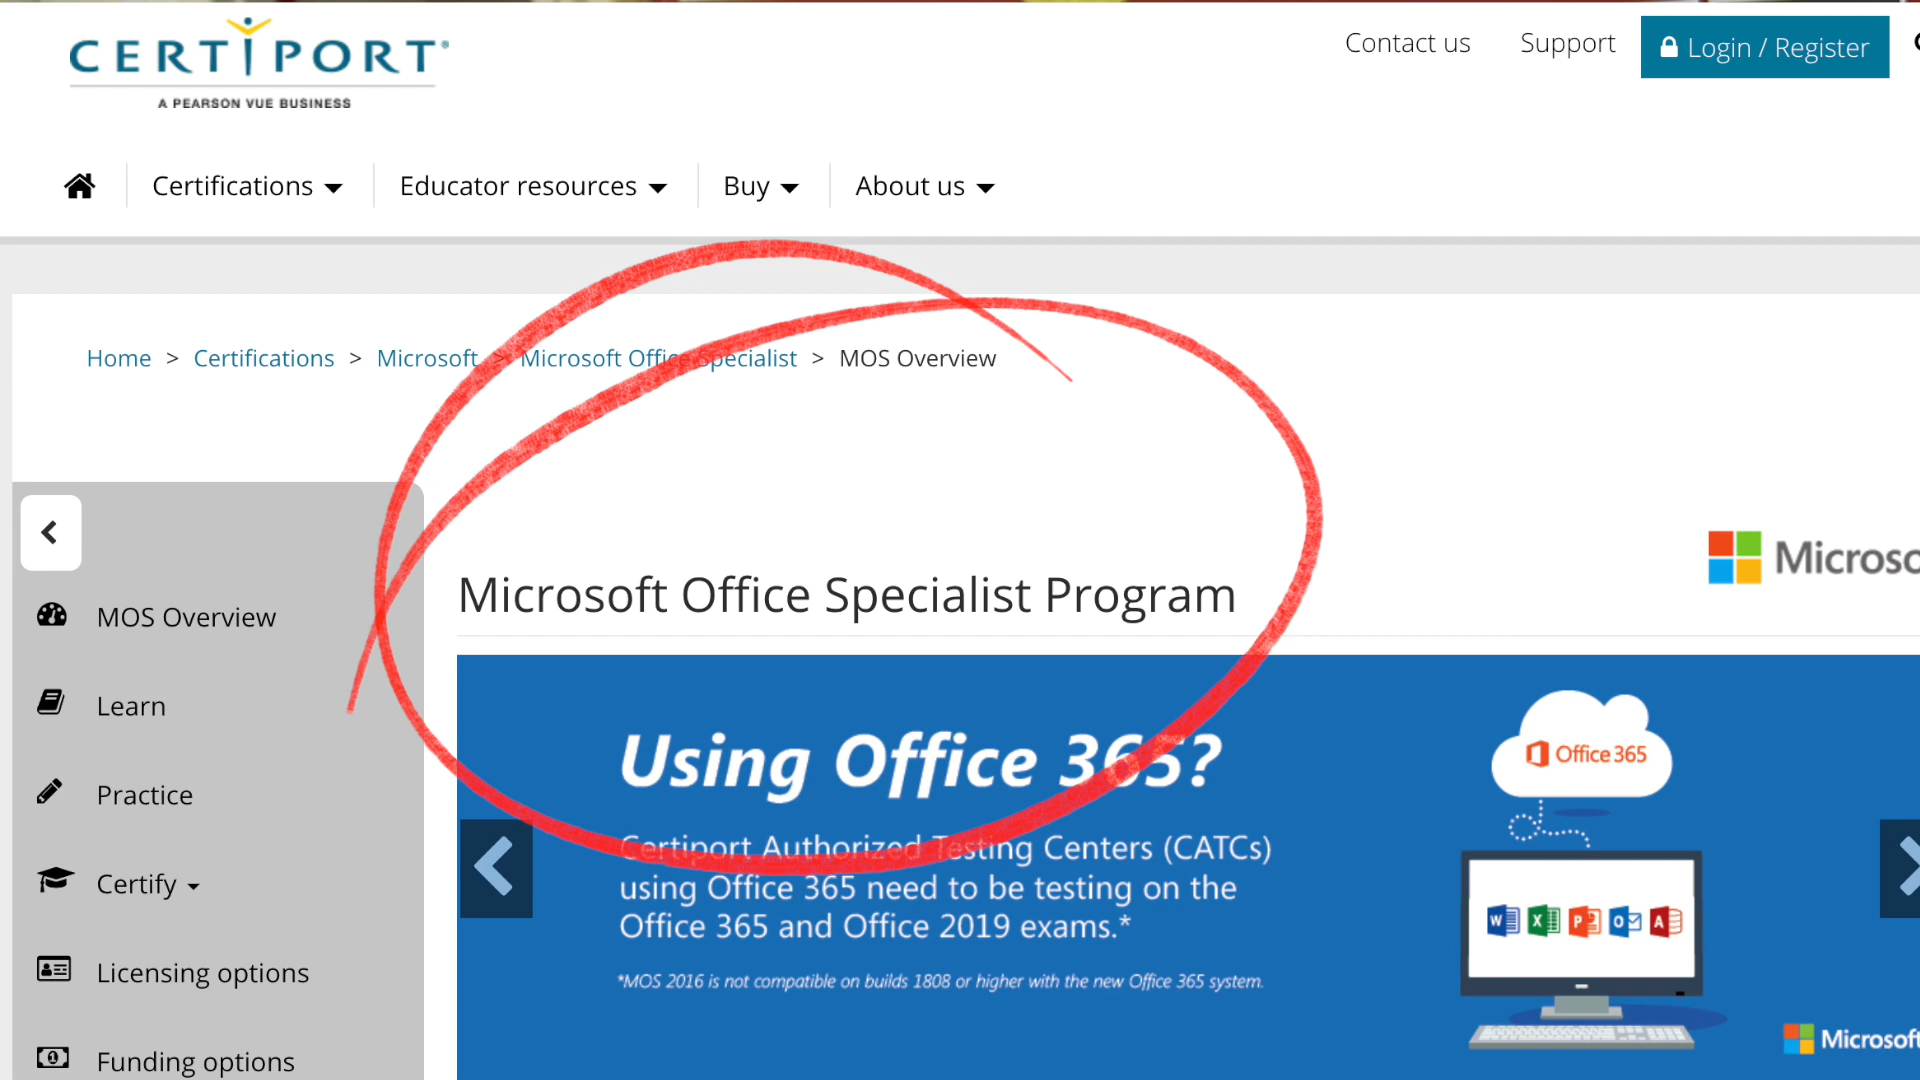 CERTIPORT
A PEARSON VUE BUSINESS
Contact us
Support
Login / Register
Certifications
Educator resources
Buy
About us
Home > Certifications > Microsoft > Microsoft Office Specialist > MOS Overview
MOS Overview
Learn
Practice
Certify
Licensing options
Funding options
Microsoft Office Specialist Program
Using Office 365?
Certiport Authorized Testing Centers (CATCs)
using Office 365 need to be testing on the
Office 365 and Office 2019 exams.*
*MOS 2016 is not compatible on builds 1808 or higher with the new Office 365 system.
Microso
Office 365
W X P O A
Microsoft